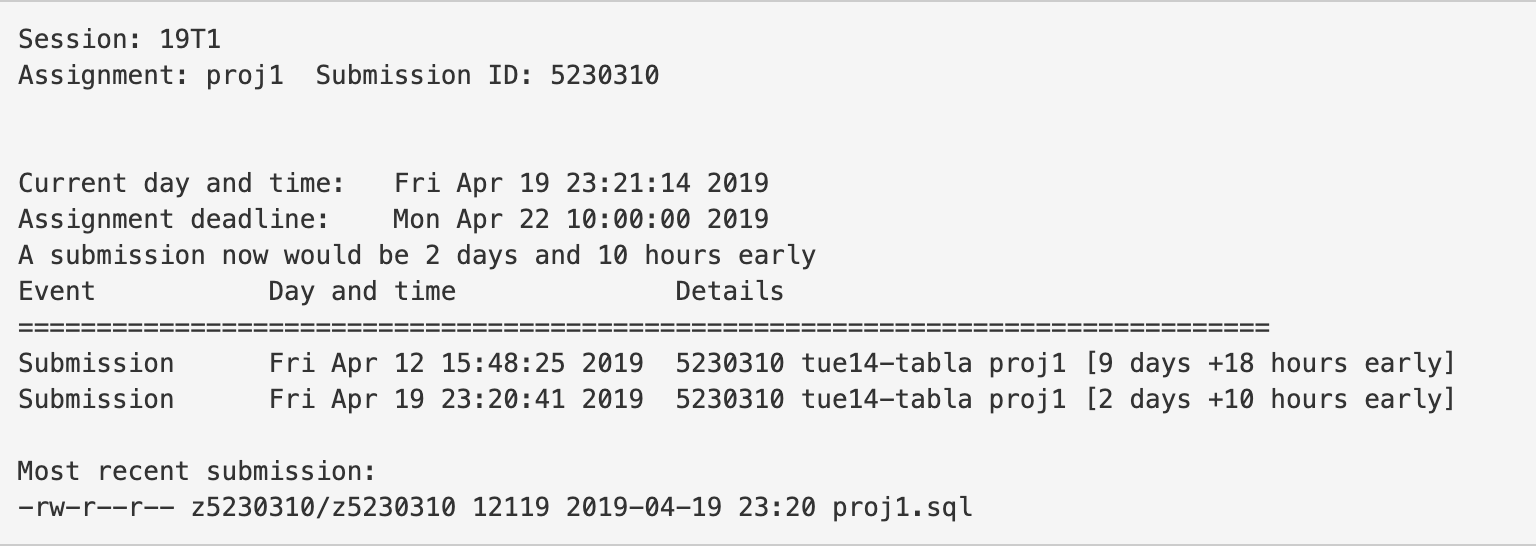 Session: 19T1
Assignment: proj1  Submission ID: 5230310
Current day and time:   Fri Apr 19 23:21:14 2019
Assignment deadline:    Mon Apr 22 10:00:00 2019
A submission now would be 2 days and 10 hours early
Event           Day and time              Details
================================================================================
Submission      Fri Apr 12 15:48:25 2019  5230310 tue14-tabla proj1 [9 days +18 hours early]
Submission      Fri Apr 19 23:20:41 2019  5230310 tue14-tabla proj1 [2 days +10 hours early]
Most recent submission:
-rw-r--r-- z5230310/z5230310 12119 2019-04-19 23:20 proj1.sql